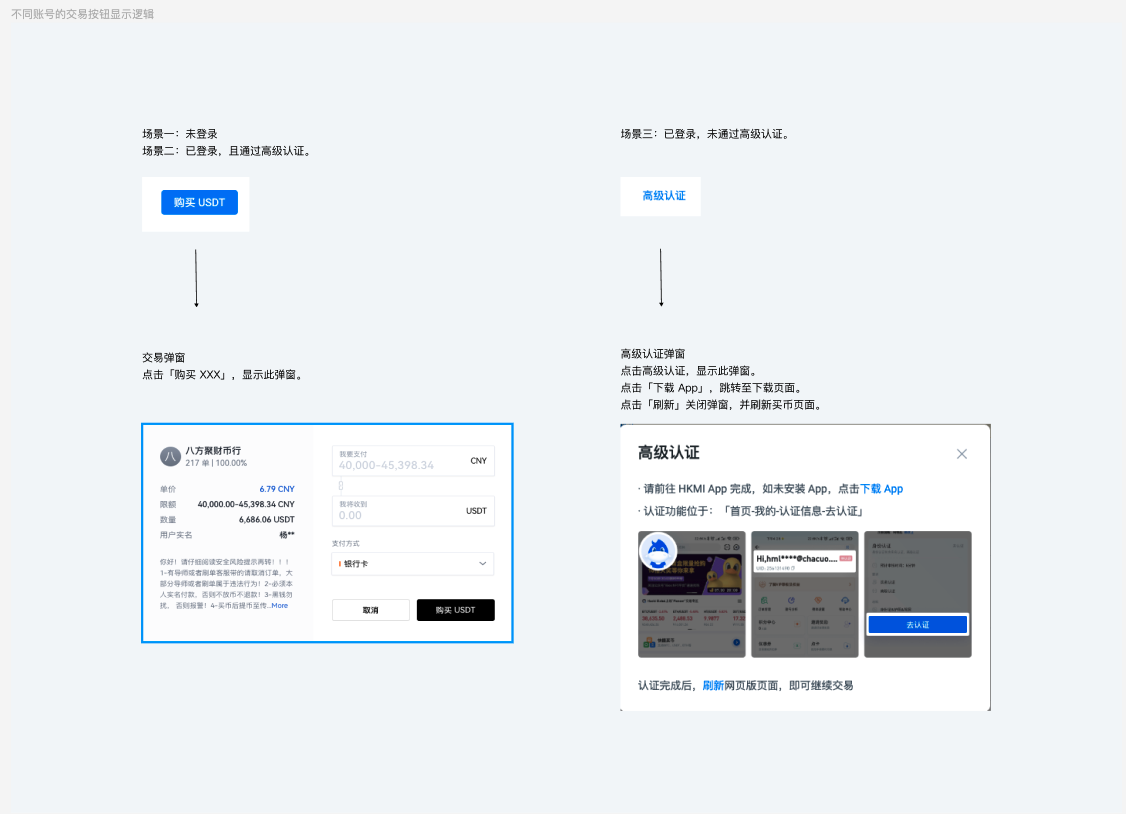 不同账号的交易按钮显示逻辑
场景一：未登录
场景二：已登录，且通过高级认证。
购买 USDT
交易弹窗
点击「购买 XXX」，显示此弹窗。
八
八方聚财币行
217 单 | 100.00%
单价 6.79 CNY
限额 40,000.00-45,398.34 CNY
数量 6,686.06 USDT
用户实名 杨**
你好！请仔细阅读安全风险提示再转！！！
1-有导师或者刷单客服带的请取消订单，大
部分导师或者刷单属于违法行为！2-必须本
人实名付款，否则不放币不退款！3-黑钱勿
扰，否则报警！4-买币后提币至传...More
我要支付
40,000-45,398.34 CNY
我将收到
0.00 USDT
支付方式
银行卡
取消
购买 USDT
场景三：已登录，未通过高级认证。
高级认证
高级认证弹窗
点击高级认证，显示此弹窗。
点击「下载 App」，跳转至下载页面。
点击「刷新」关闭弹窗，并刷新买币页面。
高级认证
· 请前往 HKMI App 完成，如未安装 App，点击下载 App
· 认证功能位于：「首页-我的-认证信息-去认证」
Hi,hmi****@chacuo....
去认证
认证完成后，刷新网页版页面，即可继续交易